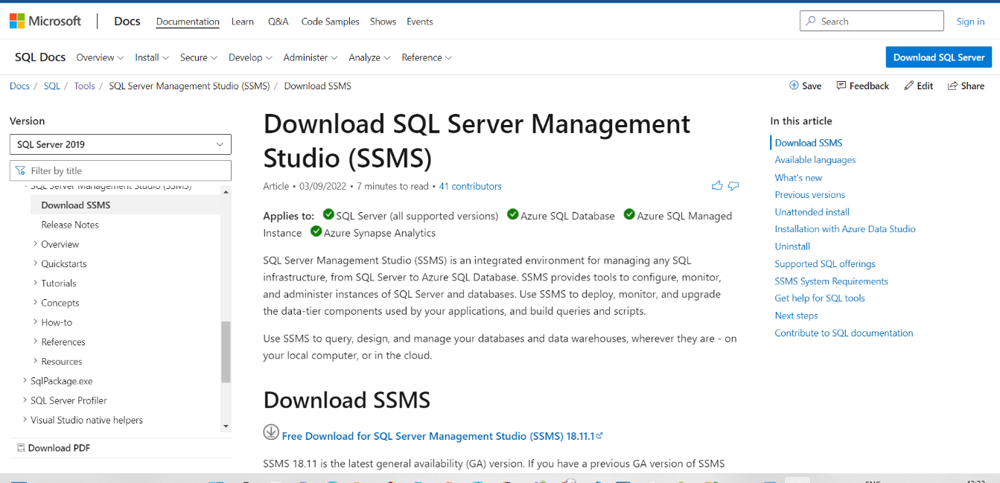 Microsoft
Docs
Documentation
Learn
Q&A
Code Samples
Shows
Events
Search
Sign in
SQL Docs
Overview
Install
Secure
Develop
Administer
Analyze
Reference
Download SQL Server
Docs / SQL / Tools / SQL Server Management Studio (SSMS) / Download SSMS
Save
Feedback
Edit
Share
Version
SQL Server 2019
Filter by title
SQL Server Management Studio (SSMS)
Download SSMS
Release Notes
Overview
Quickstarts
Tutorials
Concepts
How-to
References
Resources
SqlPackage.exe
SQL Server Profiler
Visual Studio native helpers
Download PDF
Download SQL Server Management
Studio (SSMS)
Article • 03/09/2022 • 7 minutes to read • 41 contributors
Applies to: SQL Server (all supported versions) Azure SQL Database Azure SQL Managed
Instance Azure Synapse Analytics
SQL Server Management Studio (SSMS) is an integrated environment for managing any SQL
infrastructure, from SQL Server to Azure SQL Database. SSMS provides tools to configure, monitor,
and administer instances of SQL Server and databases. Use SSMS to deploy, monitor, and upgrade
the data-tier components used by your applications, and build queries and scripts.
Use SSMS to query, design, and manage your databases and data warehouses, wherever they are - on
your local computer, or in the cloud.
Download SSMS
Free Download for SQL Server Management Studio (SSMS) 18.11.1
SSMS 18.11 is the latest general availability (GA) version. If you have a previous GA version of SSMS
In this article
Download SSMS
Available languages
What's new
Previous versions
Unattended install
Installation with Azure Data Studio
Uninstall
Supported SQL offerings
SSMS System Requirements
Get help for SQL tools
Next steps
Contribute to SQL documentation